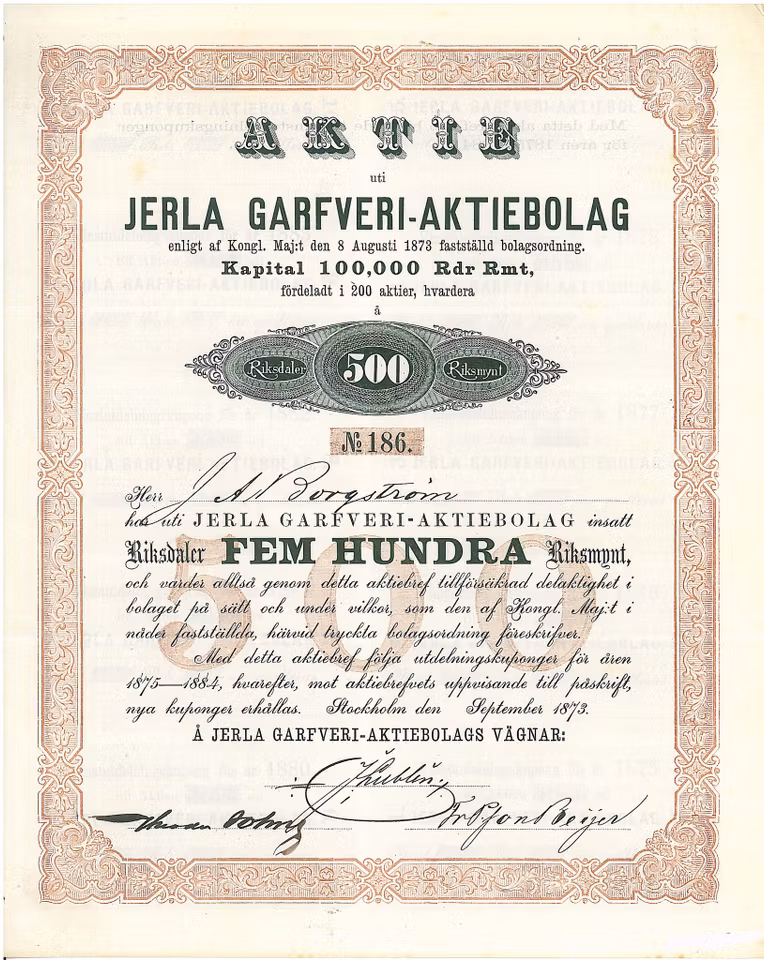 AKTIE
uti
JERLA GARFVERI-AKTIEBOLAG
enligt af Kongl. Maj:t den 8 Augusti 1873 fastställd bolagsordning.
Kapital 100,000 Rdr Rmt,
fördeladt i 200 aktier, hvardera
à
Riksdaler 500 Riksmynt
№ 186.
Herr J A N Borgström
har uti JERLA GARFVERI-AKTIEBOLAG insatt
Riksdaler FEM HUNDRA Riksmynt,
500
och varder alltså genom detta aktiebref tillförsäkrad delaktighet i
bolaget på sätt och under vilkor, som den af Kongl. Maj:t i
nåder fastställda, härvid tryckta bolagsordning föreskrifver.
Med detta aktiebref följa utdelningskuponger för åren
1875—1884, hvarefter, mot aktiebrefvets uppvisande till påskrift,
nya kuponger erhållas. Stockholm den September 1873.
Å JERLA GARFVERI-AKTIEBOLAGS VÄGNAR:
Beijer